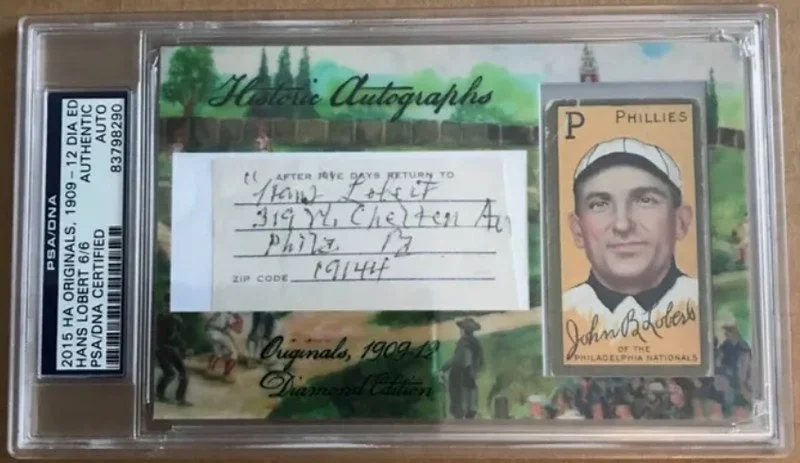 PSA/DNA
2015 HA ORIGINALS, 1909-12 DIA ED
HANS LOBERT 6/6 AUTHENTIC
PSA/DNA CERTIFIED AUTO
83798290
Historic Autographs
AFTER FIVE DAYS RETURN TO
Hans Lobert
319 W. Chelten Av
Phila Pa
ZIP CODE 19144
Originals, 1909-12
Diamond Edition
P PHILLIES
John B Lobert
OF THE
PHILADELPHIA NATIONALS